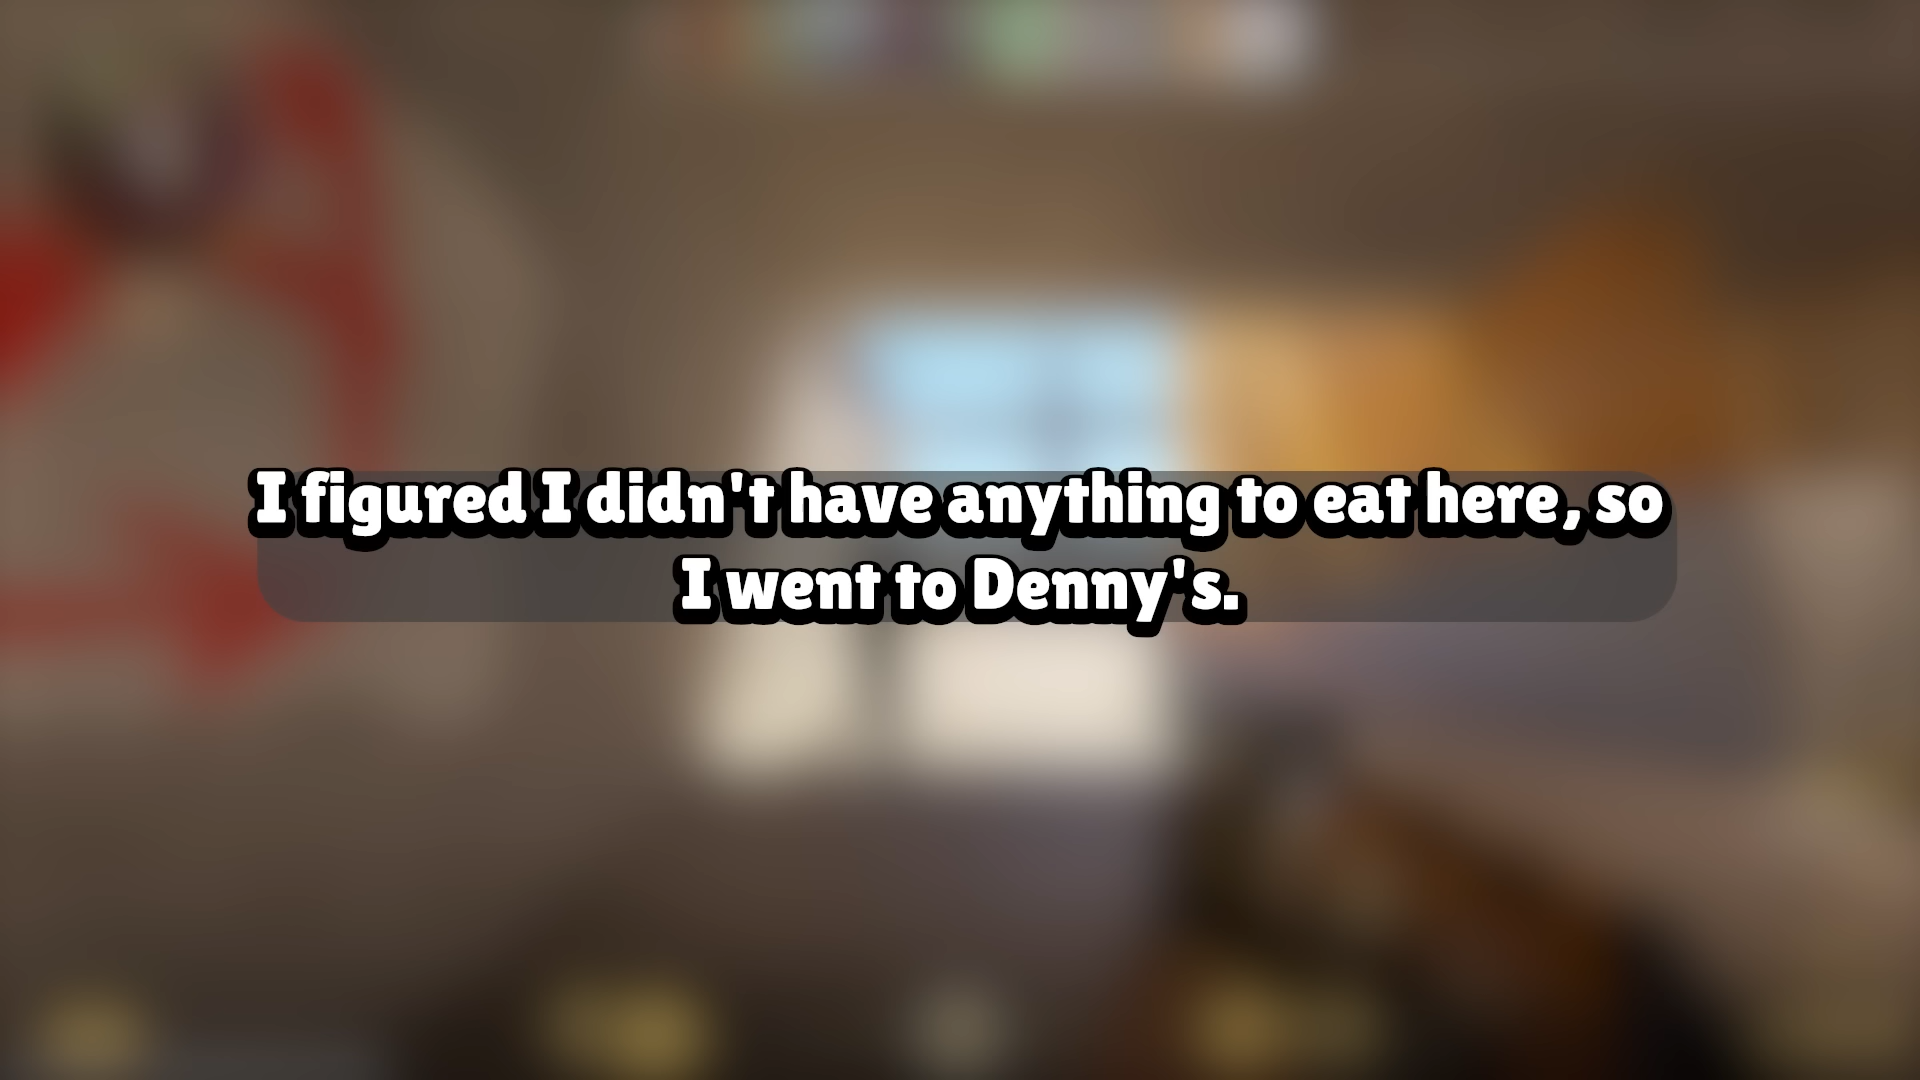 I figured I didn't have anything to eat here, so
I went to Denny's.